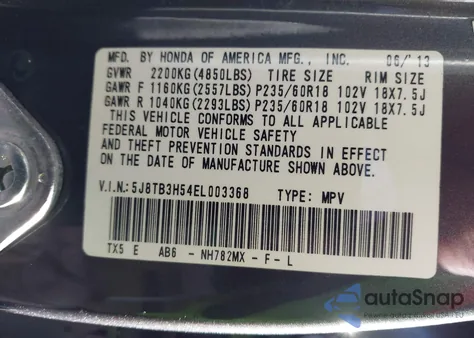 MFD. BY HONDA OF AMERICA MFG., INC. 06/13
GVWR 2200KG(4850LBS) TIRE SIZE RIM SIZE
GAWR F 1160KG(2557LBS) P235/60R18 102V 18X7.5J
GAWR R 1040KG(2293LBS) P235/60R18 102V 18X7.5J
THIS VEHICLE CONFORMS TO ALL APPLICABLE
FEDERAL MOTOR VEHICLE SAFETY
AND THEFT PREVENTION STANDARDS IN EFFECT
ON THE DATE OF MANUFACTURE SHOWN ABOVE.
V.I.N.:5J8TB3H54EL003368 TYPE: MPV
TX5 E AB6 - NH782MX - F - L
autoSnap